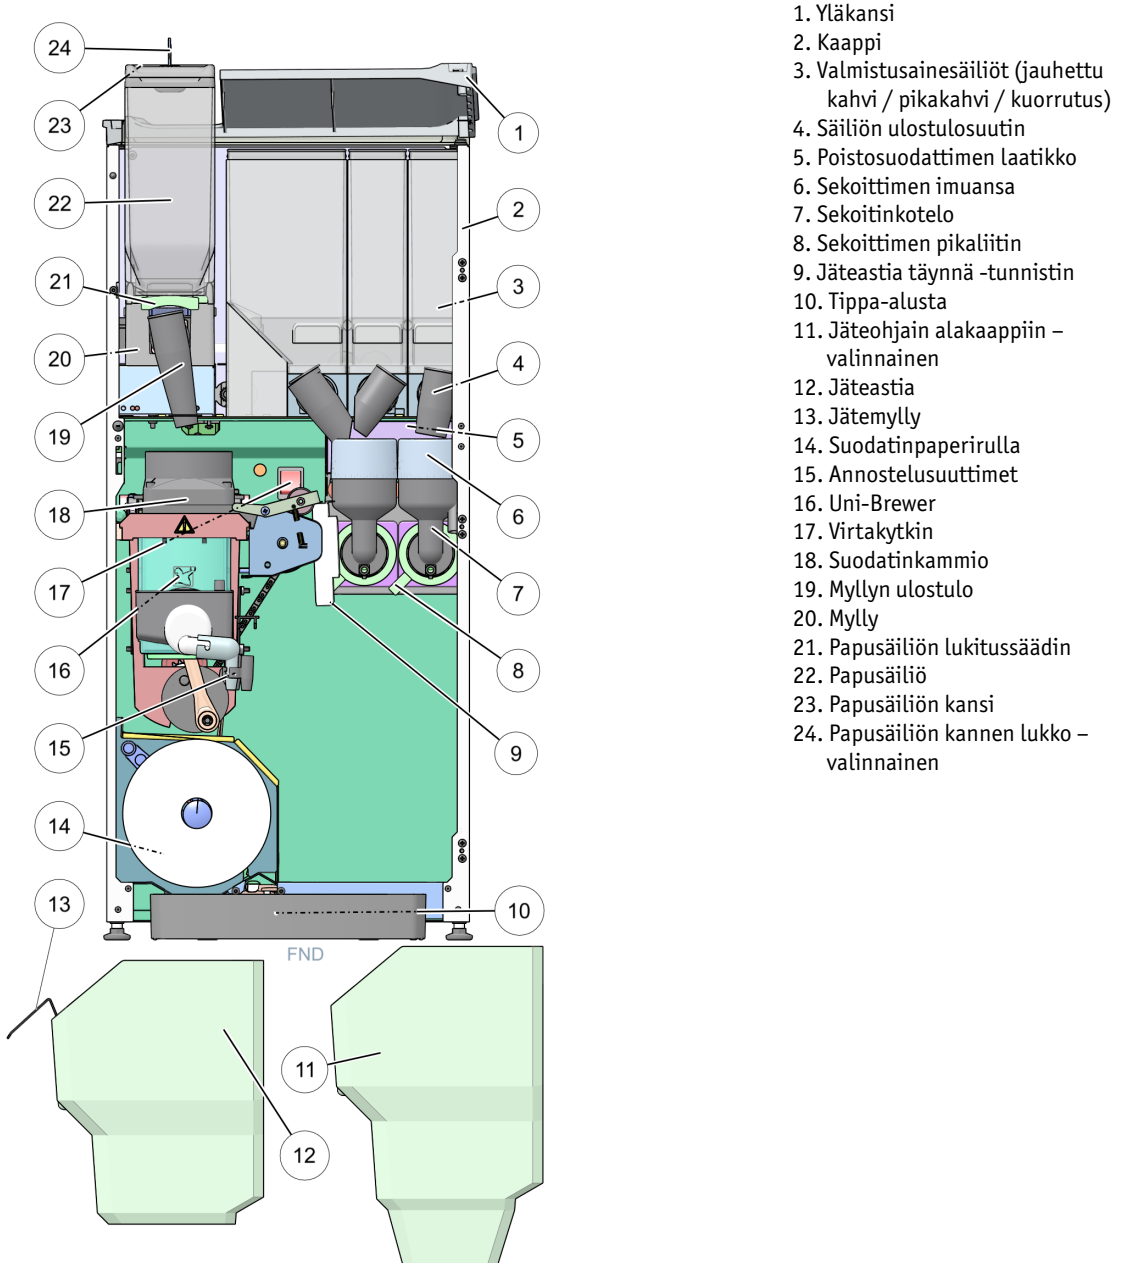 24
23
22
21
20
19
18
17
16
15
14
13
1
2
3
4
5
6
7
8
9
10
FND
11
12
1. Yläkansi
2. Kaappi
3. Valmistusainesäiliöt (jauhettu
kahvi / pikakahvi / kuorrutus)
4. Säiliön ulostulosuutin
5. Poistosuodattimen laatikko
6. Sekoittimen imuansa
7. Sekoitinkotelo
8. Sekoittimen pikaliitin
9. Jäteastia täynnä -tunnistin
10. Tippa-alusta
11. Jäteohjain alakaappiin –
valinnainen
12. Jäteastia
13. Jätemylly
14. Suodatinpaperirulla
15. Annostelusuuttimet
16. Uni-Brewer
17. Virtakytkin
18. Suodatinkammio
19. Myllyn ulostulo
20. Mylly
21. Papusäiliön lukitussäädin
22. Papusäiliö
23. Papusäiliön kansi
24. Papusäiliön kannen lukko –
valinnainen